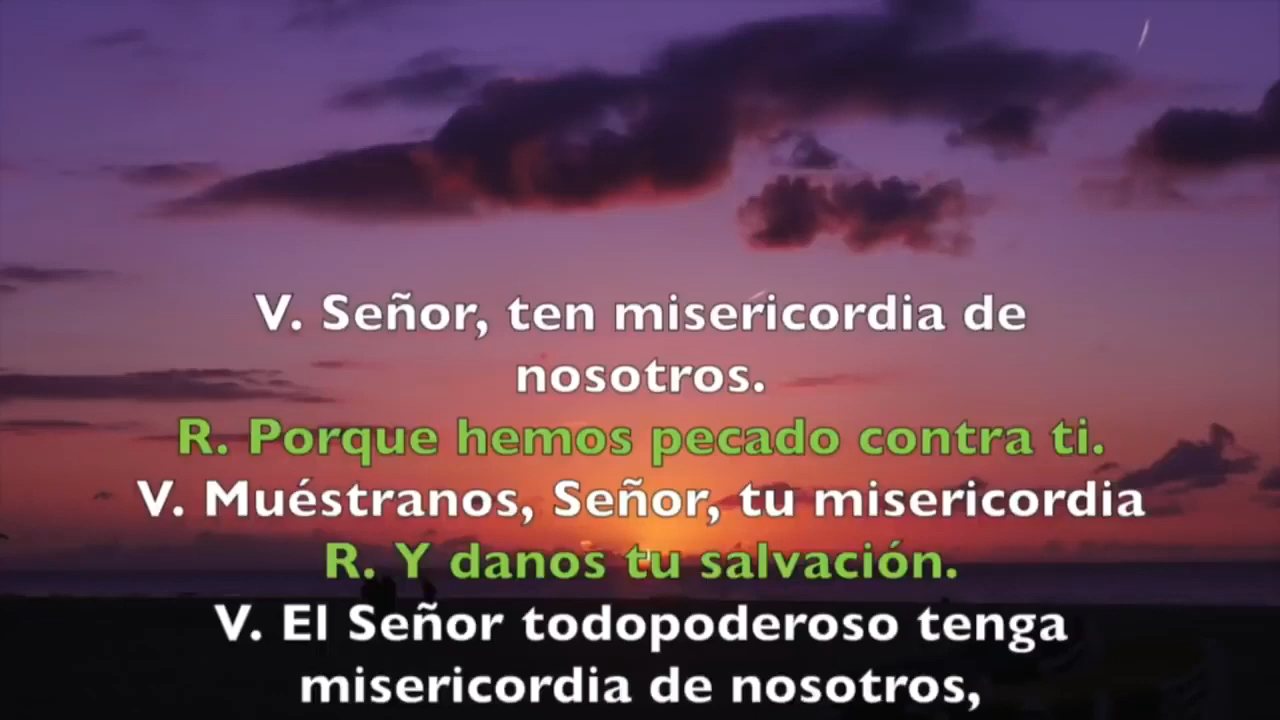 V. Señor, ten misericordia de
nosotros.
R. Porque hemos pecado contra ti.
V. Muéstranos, Señor, tu misericordia
R. Y danos tu salvación.
V. El Señor todopoderoso tenga
misericordia de nosotros,